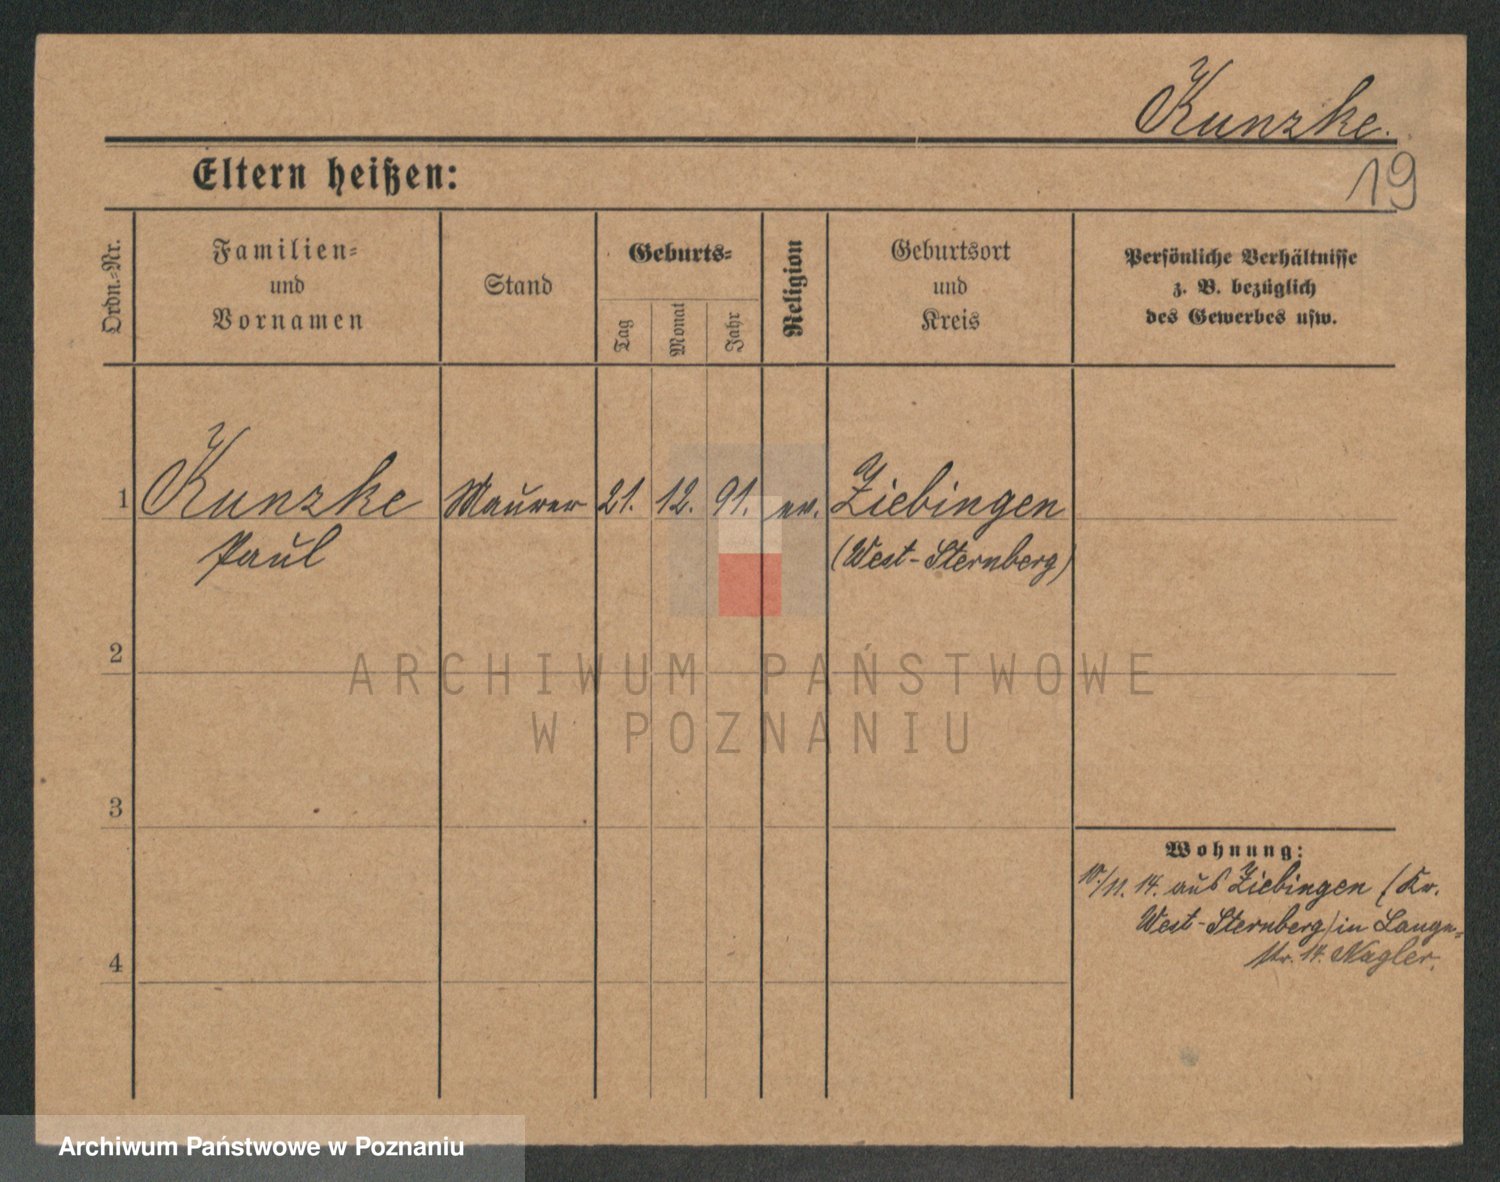 Kunzke.
19
Eltern heißen:
Ordn.-Nr.
Familien-
und
Vornamen
Stand
Geburts-
Tag
Monat
Jahr
Religion
Geburtsort
und
Kreis
Persönliche Verhältnisse
z. B. bezüglich
des Gewerbes usw.
1 Kunzke Maurer 21. 12. 91. ev. Ziebingen
Paul (West-Sternberg)
2
3
4
Wohnung:
10./11. 14. aus Ziebingen (Kr.
West-Sternberg) in Lange-
str. 14. Nagler.
ARCHIWUM PAŃSTWOWE
W POZNANIU
Archiwum Państwowe w Poznaniu